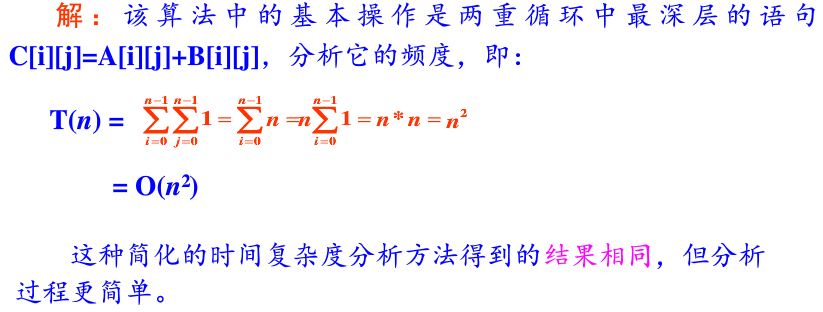 解：该算法中的基本操作是两重循环中最深层的语句
C[i][j]=A[i][j]+B[i][j]，分析它的频度，即：
T(n) = \sum_{i=0}^{n-1}\sum_{j=0}^{n-1}1=\sum_{i=0}^{n-1}n=n\sum_{i=0}^{n-1}1=n*n=n^2
= O(n²)
这种简化的时间复杂度分析方法得到的结果相同，但分析
过程更简单。